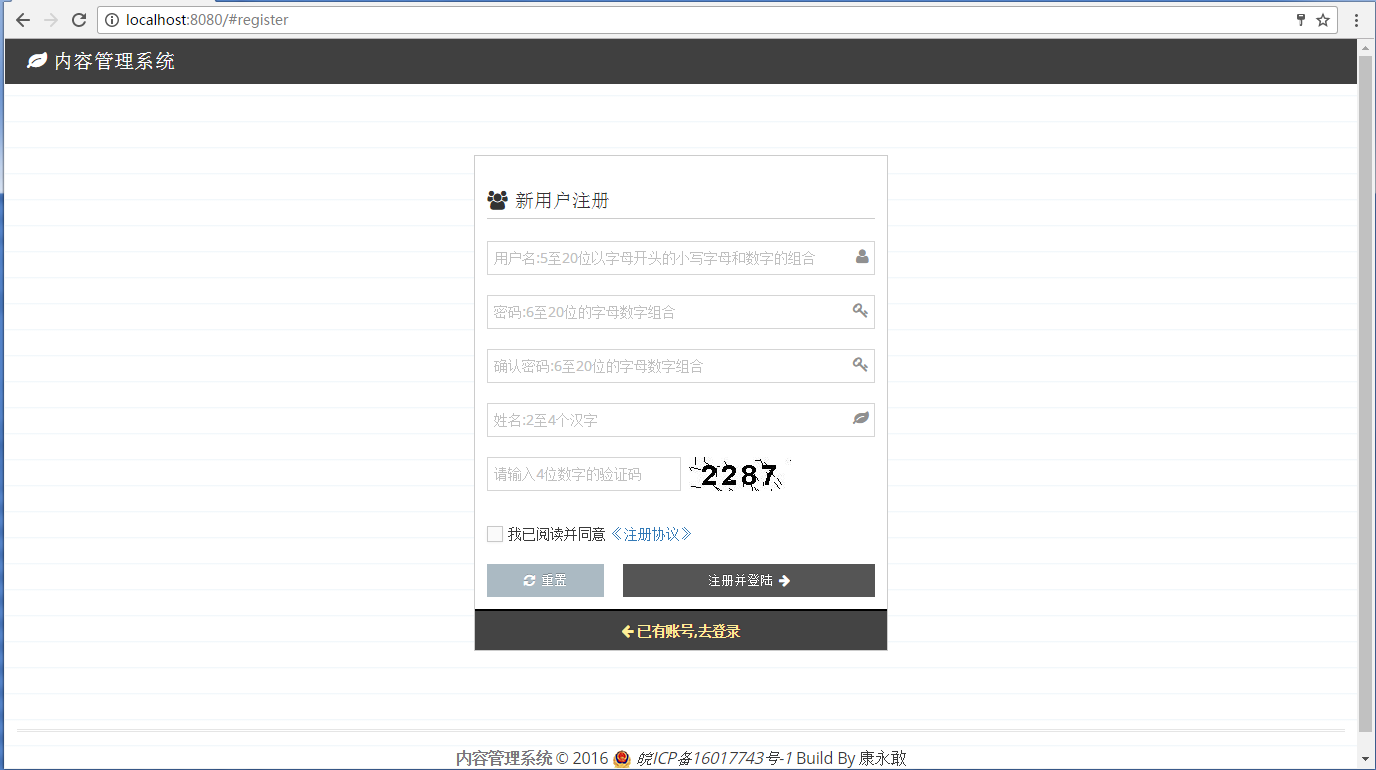 localhost:8080/#register
内容管理系统
新用户注册
用户名:5至20位以字母开头的小写字母和数字的组合
密码:6至20位的字母数字组合
确认密码:6至20位的字母数字组合
姓名:2至4个汉字
请输入4位数字的验证码 2287
我已阅读并同意 《注册协议》
重置 注册并登陆
已有账号,去登录
内容管理系统 © 2016 皖ICP备16017743号-1 Build By 康永敢